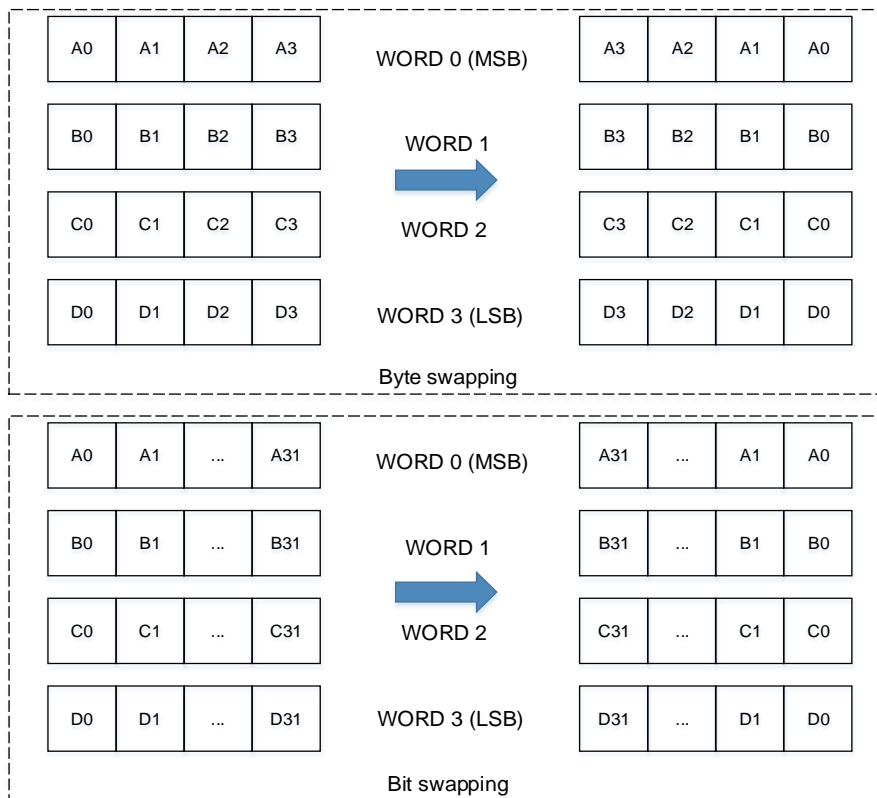 A0 A1 A2 A3 WORD 0 (MSB) A3 A2 A1 A0
B0 B1 B2 B3 WORD 1 B3 B2 B1 B0
C0 C1 C2 C3 WORD 2 C3 C2 C1 C0
D0 D1 D2 D3 WORD 3 (LSB) D3 D2 D1 D0
Byte swapping
A0 A1 ... A31 WORD 0 (MSB) A31 ... A1 A0
B0 B1 ... B31 WORD 1 B31 ... B1 B0
C0 C1 ... C31 WORD 2 C31 ... C1 C0
D0 D1 ... D31 WORD 3 (LSB) D31 ... D1 D0
Bit swapping